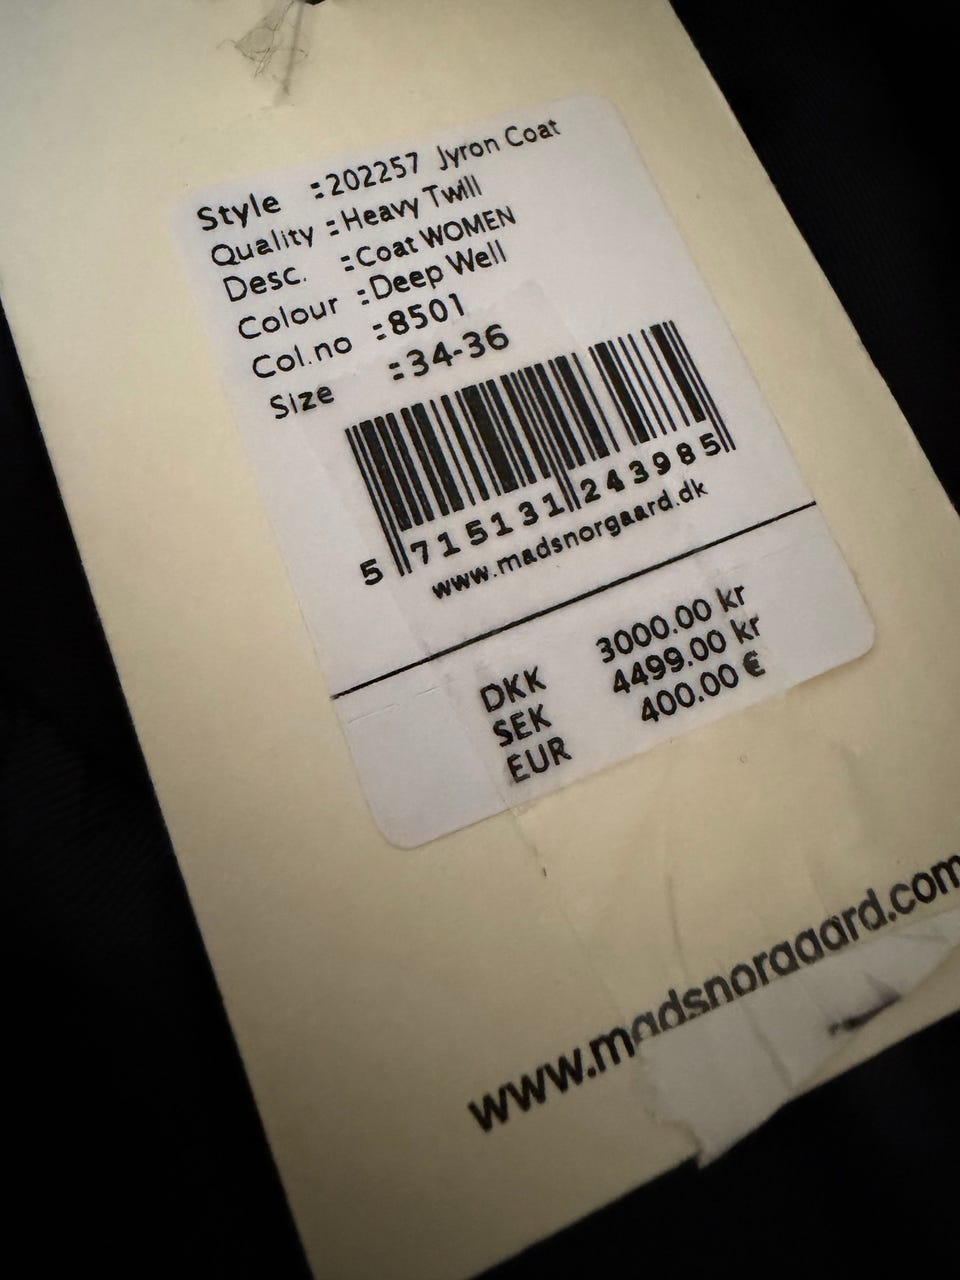 Style :202257 Jyron Coat
Quality :Heavy Twill
Desc. :Coat WOMEN
Colour :Deep Well
Col.no :8501
Size :34-36
5 715131 243985
www.madsnorgaard.dk
DKK 3000.00 kr
SEK 4499.00 kr
EUR 400.00 €
www.madsnorgaard.com